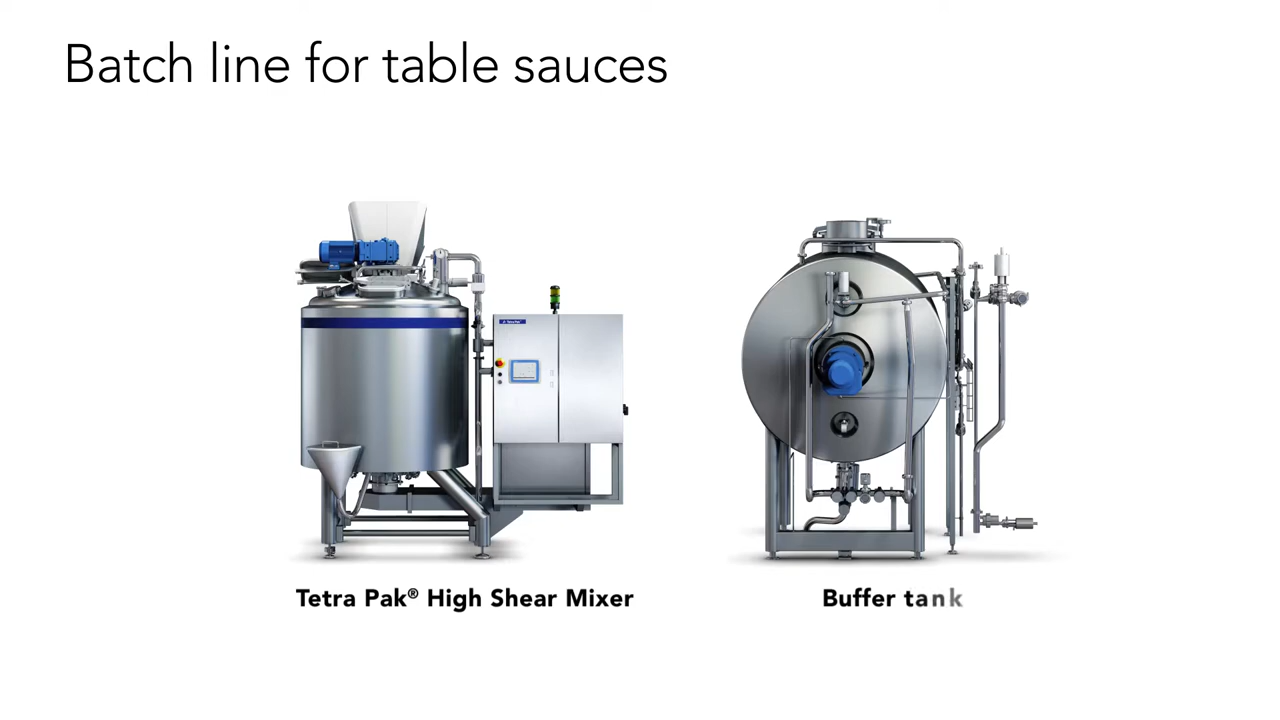 Batch line for table sauces
Tetra Pak® High Shear Mixer
Buffer tank